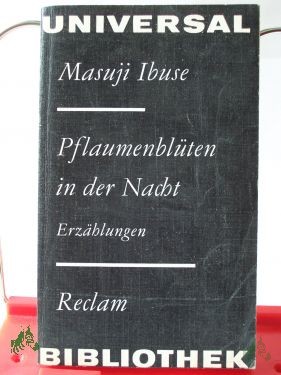 UNIVERSAL
Masuji Ibuse
Pflaumenblüten
in der Nacht
Erzählungen
Reclam
BIBLIOTHEK